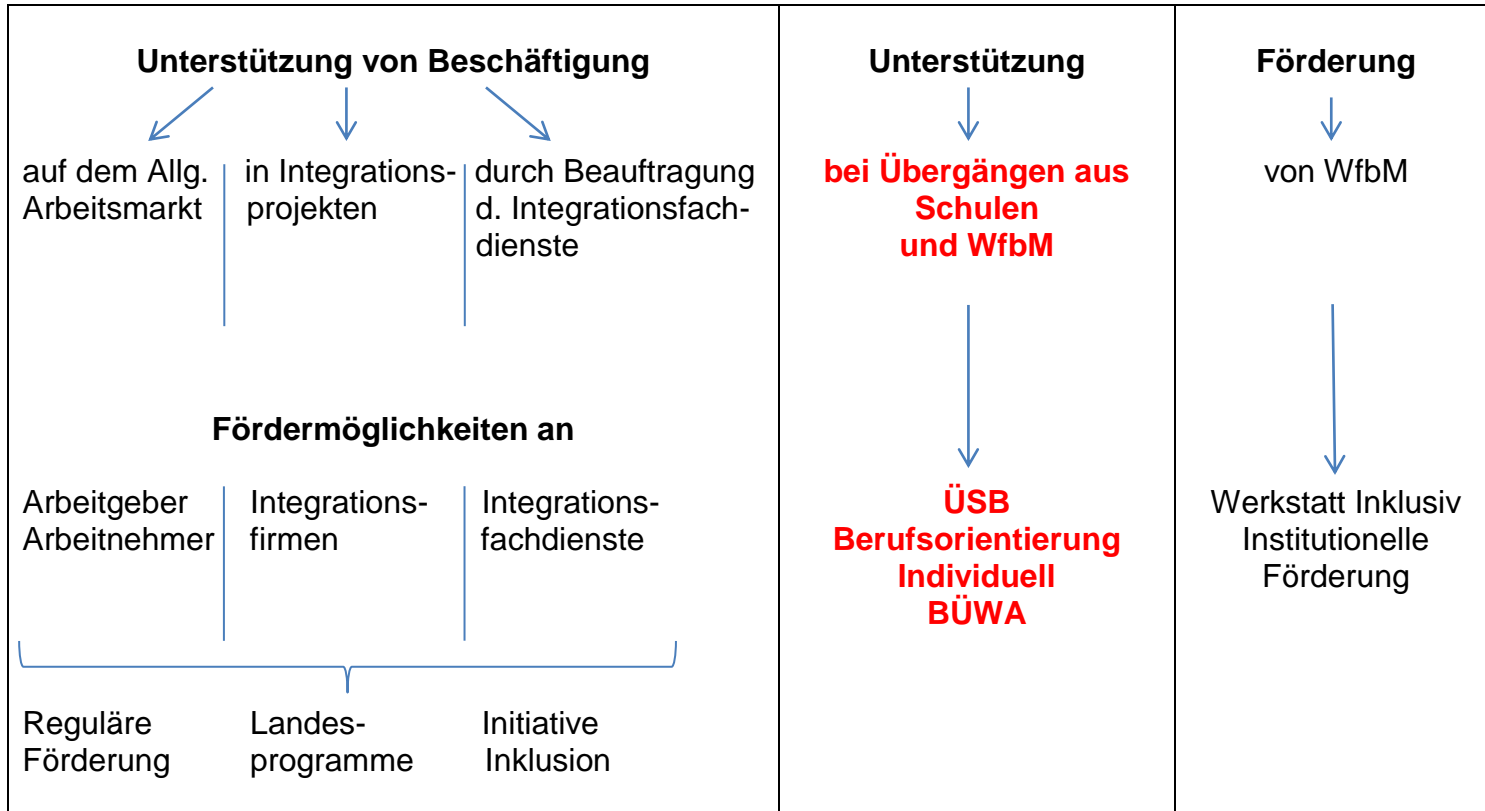 Unterstützung von Beschäftigung
auf dem Allg.
Arbeitsmarkt
in Integrations-
projekten
durch Beauftragung
d. Integrationsfach-
dienste
Fördermöglichkeiten an
Arbeitgeber
Arbeitnehmer
Integrations-
firmen
Integrations-
fachdienste
Reguläre
Förderung
Landes-
programme
Initiative
Inklusion
Unterstützung
bei Übergängen aus
Schulen
und WfbM
ÜSB
Berufsorientierung
Individuell
BÜWA
Förderung
von WfbM
Werkstatt Inklusiv
Institutionelle
Förderung